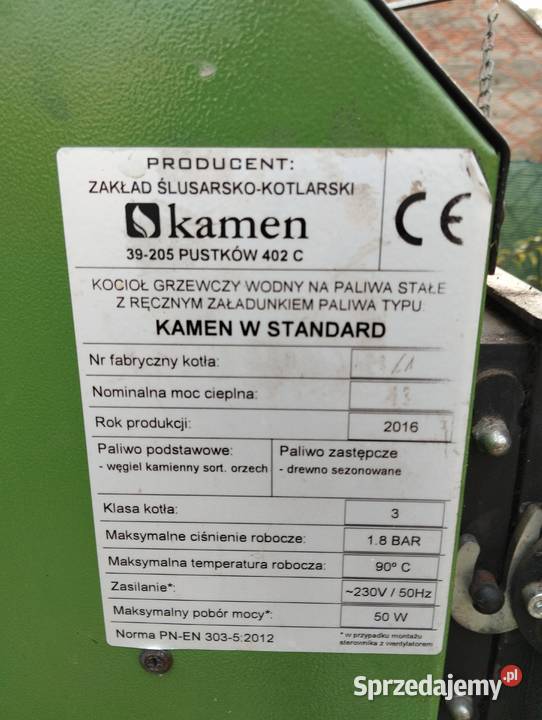 PRODUCENT:
ZAKŁAD ŚLUSARSKO-KOTLARSKI
kamen
39-205 PUSTKÓW 402 C
CE
KOCIOŁ GRZEWCZY WODNY NA PALIWA STAŁE
Z RĘCZNYM ZAŁADUNKIEM PALIWA TYPU:
KAMEN W STANDARD
Nr fabryczny kotła:
Nominalna moc cieplna:
Rok produkcji: 2016
Paliwo podstawowe:
- węgiel kamienny sort. orzech
Paliwo zastępcze
- drewno sezonowane
Klasa kotła: 3
Maksymalne ciśnienie robocze: 1.8 BAR
Maksymalna temperatura robocza: 90º C
Zasilanie*: ~230V / 50Hz
Maksymalny pobór mocy*: 50 W
Norma PN-EN 303-5:2012
* w przypadku montażu
sterownika z wentylatorem
Sprzedajemy.pl